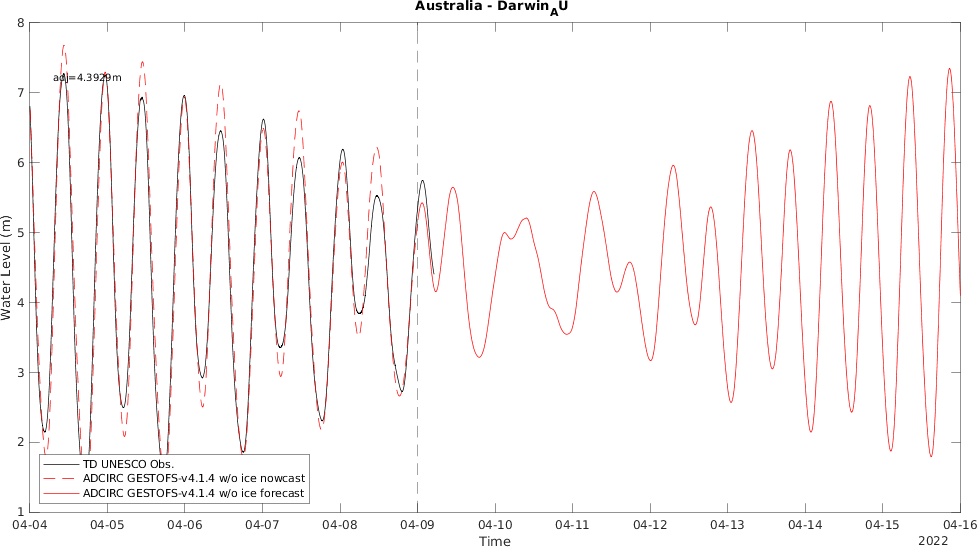 Australia - DarwinAU
8
adj=4.3929m
7
6
5
4
3
2
1
Water Level (m)
TD UNESCO Obs.
ADCIRC GESTOFS-v4.1.4 w/o ice nowcast
ADCIRC GESTOFS-v4.1.4 w/o ice forecast
04-04 04-05 04-06 04-07 04-08 04-09 04-10 04-11 04-12 04-13 04-14 04-15 04-16
Time
2022